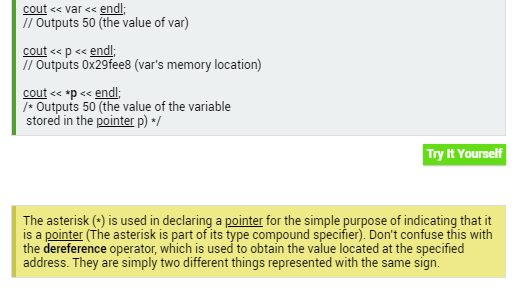 cout << var << endl;
// Outputs 50 (the value of var)
cout << p << endl;
// Outputs 0x29fee8 (var's memory location)
cout << *p << endl;
/* Outputs 50 (the value of the variable
stored in the pointer p) */
Try It Yourself
The asterisk (*) is used in declaring a pointer for the simple purpose of indicating that it
is a pointer (The asterisk is part of its type compound specifier). Don't confuse this with
the dereference operator, which is used to obtain the value located at the specified
address. They are simply two different things represented with the same sign.